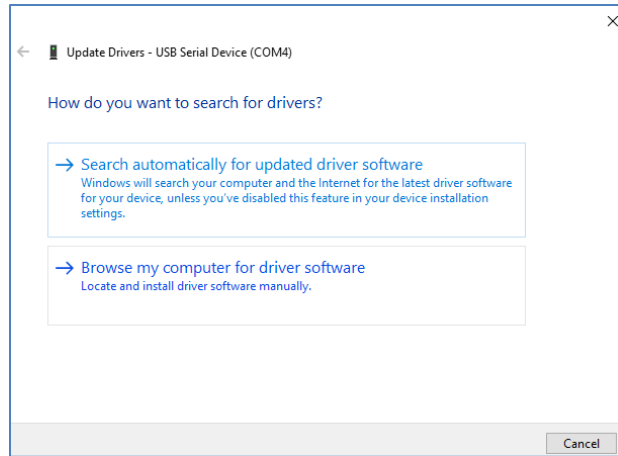 Update Drivers - USB Serial Device (COM4)
How do you want to search for drivers?
Search automatically for updated driver software
Windows will search your computer and the Internet for the latest driver software
for your device, unless you've disabled this feature in your device installation
settings.
Browse my computer for driver software
Locate and install driver software manually.
Cancel